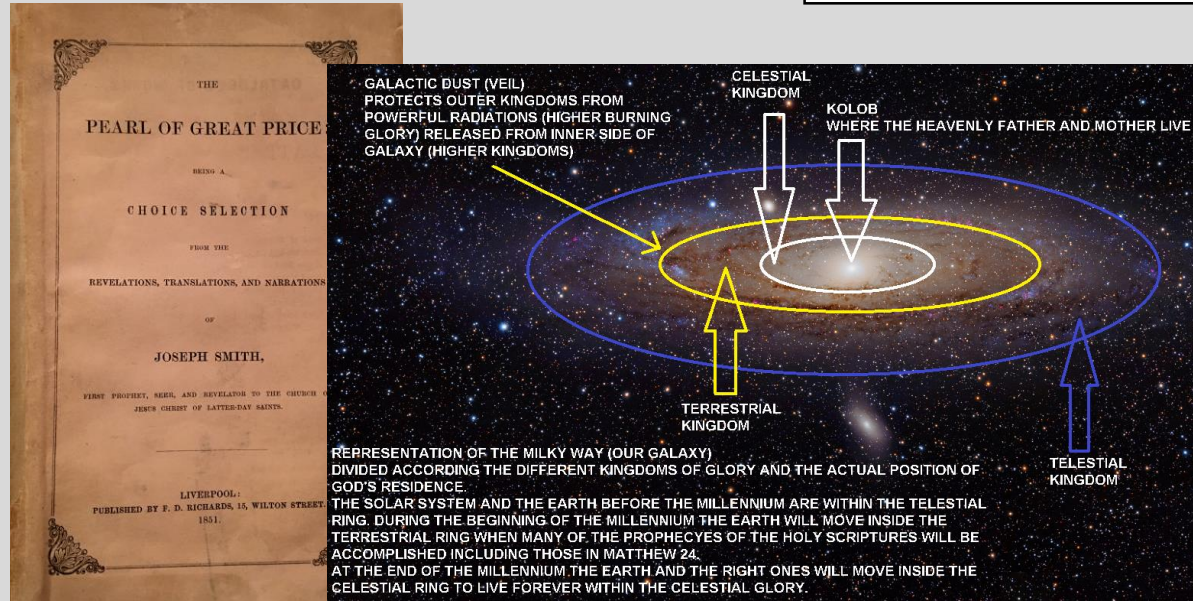 THE
PEARL OF GREAT PRICE:
BEING A
CHOICE SELECTION
FROM THE
REVELATIONS, TRANSLATIONS, AND NARRATIONS
OF
JOSEPH SMITH,
FIRST PROPHET, SEER, AND REVELATOR TO THE CHURCH O
JESUS CHRIST OF LATTER-DAY SAINTS.
LIVERPOOL:
PUBLISHED BY F. D. RICHARDS, 15, WILTON STREET.
1851.
GALACTIC DUST (VEIL)
PROTECTS OUTER KINGDOMS FROM
POWERFUL RADIATIONS (HIGHER BURNING
GLORY) RELEASED FROM INNER SIDE OF
GALAXY (HIGHER KINGDOMS)
CELESTIAL
KINGDOM
KOLOB
WHERE THE HEAVENLY FATHER AND MOTHER LIVE
TERRESTRIAL
KINGDOM
TELESTIAL
KINGDOM
REPRESENTATION OF THE MILKY WAY (OUR GALAXY)
DIVIDED ACCORDING THE DIFFERENT KINGDOMS OF GLORY AND THE ACTUAL POSITION OF
GOD'S RESIDENCE.
THE SOLAR SYSTEM AND THE EARTH BEFORE THE MILLENNIUM ARE WITHIN THE TELESTIAL
RING. DURING THE BEGINNING OF THE MILLENNIUM THE EARTH WILL MOVE INSIDE THE
TERRESTRIAL RING WHEN MANY OF THE PROPHECYES OF THE HOLY SCRIPTURES WILL BE
ACCOMPLISHED INCLUDING THOSE IN MATTHEW 24.
AT THE END OF THE MILLENNIUM THE EARTH AND THE RIGHT ONES WILL MOVE INSIDE THE
CELESTIAL RING TO LIVE FOREVER WITHIN THE CELESTIAL GLORY.